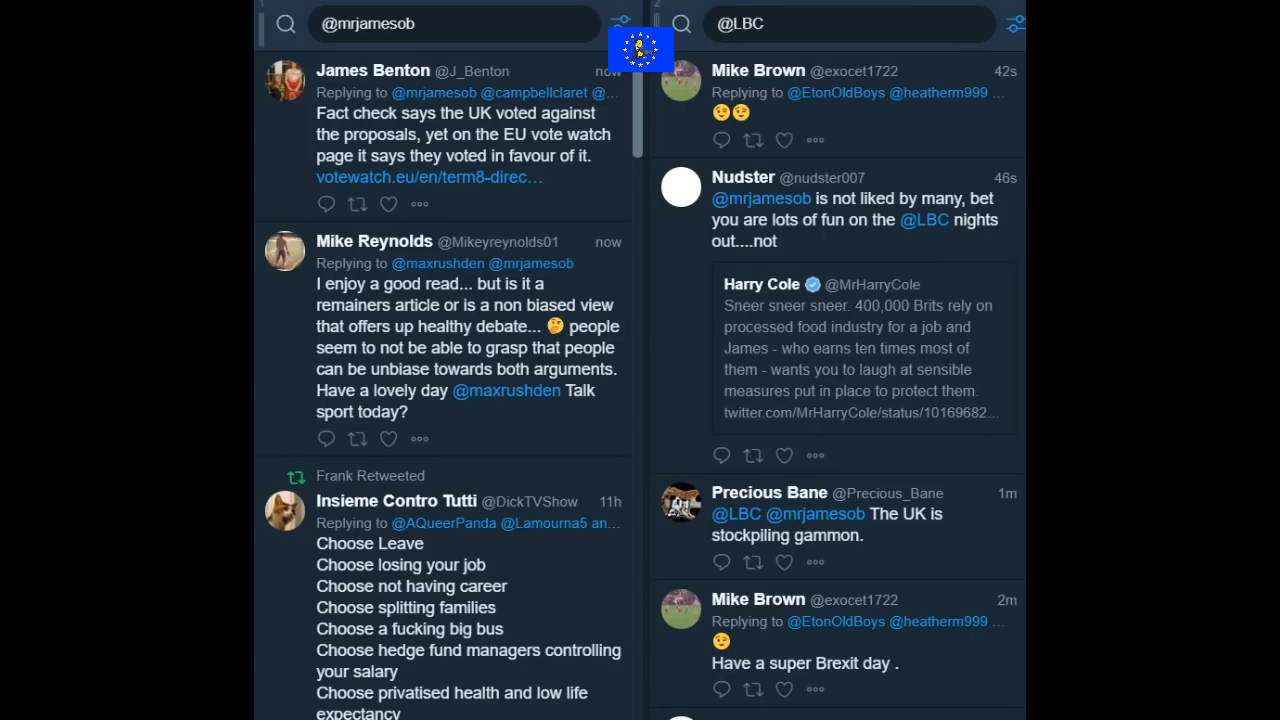 @mrjamesob
James Benton @J_Benton now
Replying to @mrjamesob @campbellclaret @...
Fact check says the UK voted against
the proposals, yet on the EU vote watch
page it says they voted in favour of it.
votewatch.eu/en/term8-direc…
Mike Reynolds @Mikeyreynolds01 now
Replying to @maxrushden @mrjamesob
I enjoy a good read... but is it a
remainers article or is a non biased view
that offers up healthy debate... 🤔 people
seem to not be able to grasp that people
can be unbiase towards both arguments.
Have a lovely day @maxrushden Talk
sport today?
Frank Retweeted
Insieme Contro Tutti @DickTVShow 11h
Replying to @AQueerPanda @Lamourna5 an...
Choose Leave
Choose losing your job
Choose not having career
Choose splitting families
Choose a fucking big bus
Choose hedge fund managers controlling
your salary
Choose privatised health and low life
expectancy
2
@LBC
Mike Brown @exocet1722 42s
Replying to @EtonOldBoys @heatherm999 ...
😉😉
Nudster @nudster007 46s
@mrjamesob is not liked by many, bet
you are lots of fun on the @LBC nights
out....not
Harry Cole @MrHarryCole
Sneer sneer sneer. 400,000 Brits rely on
processed food industry for a job and
James - who earns ten times most of
them - wants you to laugh at sensible
measures put in place to protect them.
twitter.com/MrHarryCole/status/10169682...
Precious Bane @Precious_Bane 1m
@LBC @mrjamesob The UK is
stockpiling gammon.
Mike Brown @exocet1722 2m
Replying to @EtonOldBoys @heatherm999 ...
😉
Have a super Brexit day .